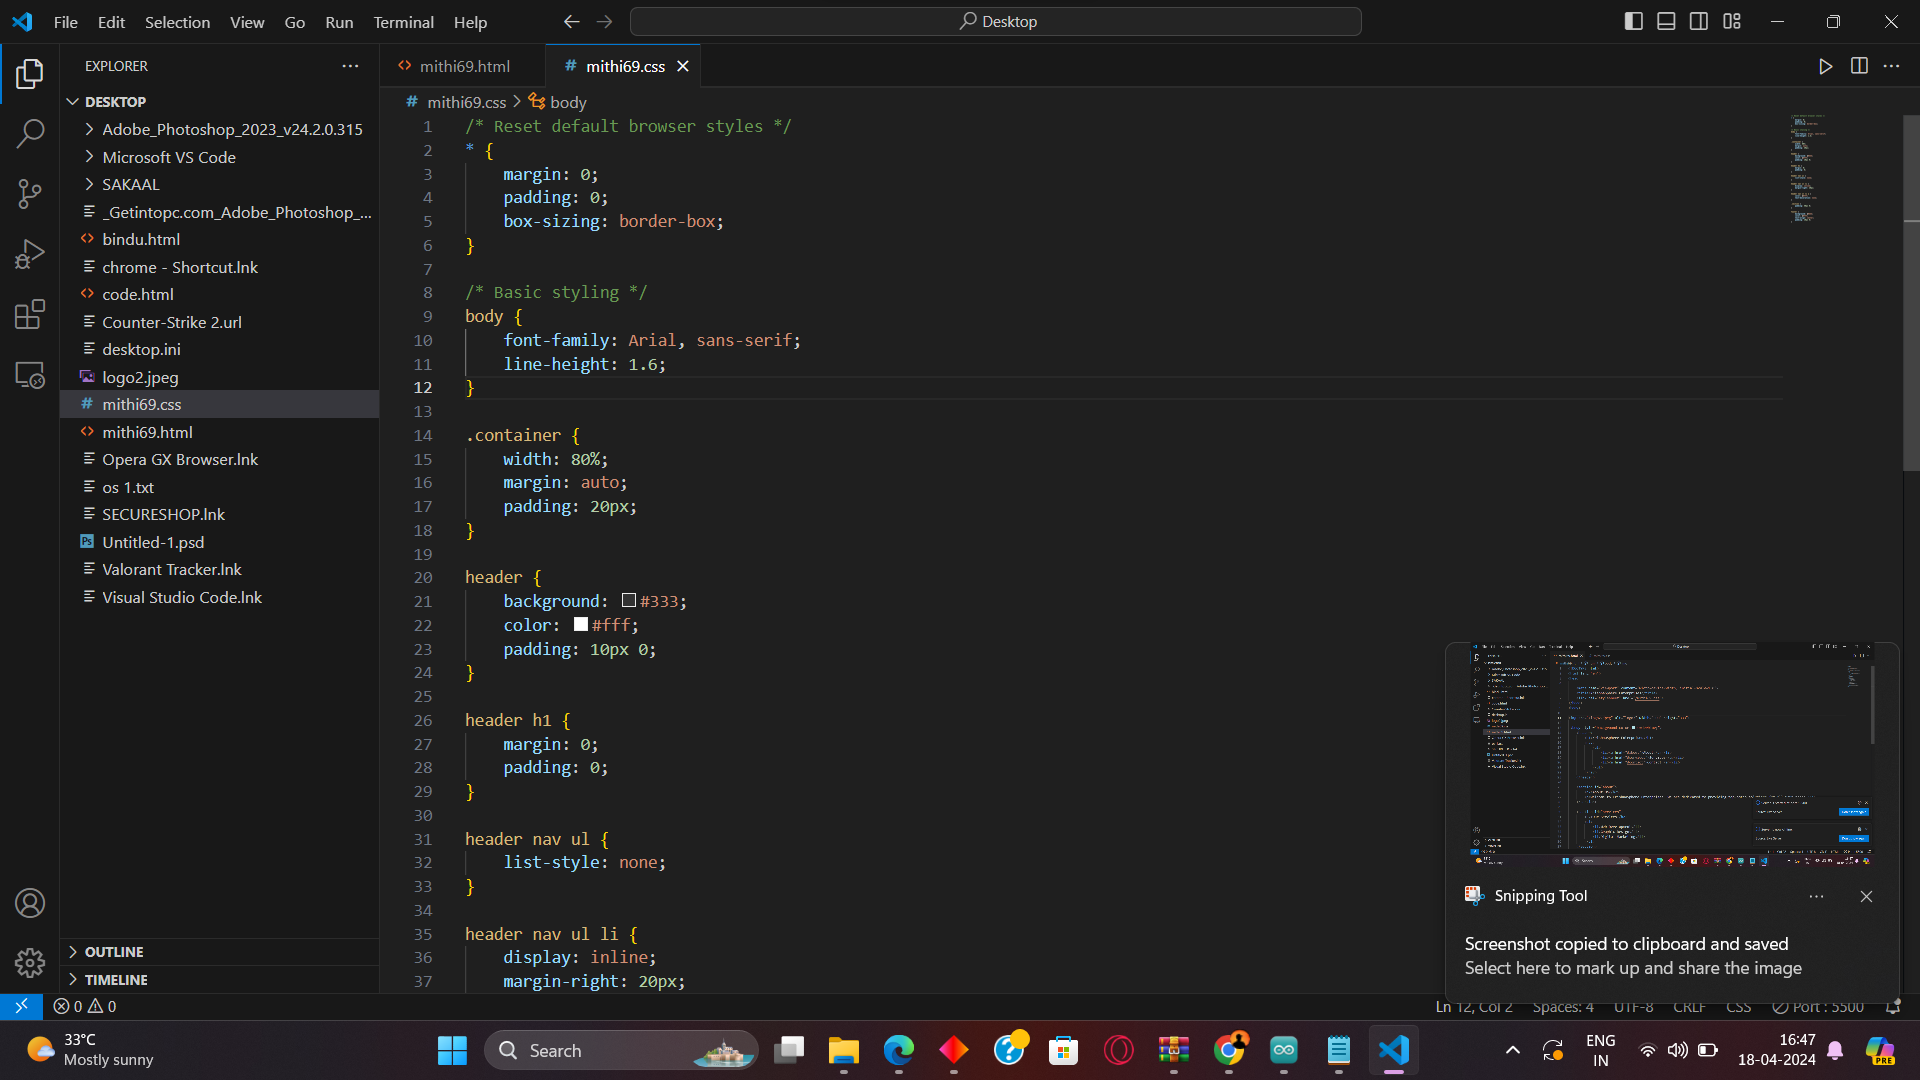 File Edit Selection View Go Run Terminal Help
Desktop
EXPLORER
DESKTOP
Adobe_Photoshop_2023_v24.2.0.315
Microsoft VS Code
SAKAAL
_Getintopc.com_Adobe_Photoshop_...
bindu.html
chrome - Shortcut.lnk
code.html
Counter-Strike 2.url
desktop.ini
logo2.jpeg
mithi69.css
mithi69.html
Opera GX Browser.lnk
os 1.txt
SECURESHOP.lnk
Untitled-1.psd
Valorant Tracker.lnk
Visual Studio Code.lnk
OUTLINE
TIMELINE
mithi69.html
# mithi69.css
# mithi69.css > body
1 /* Reset default browser styles */
2 * {
3 margin: 0;
4 padding: 0;
5 box-sizing: border-box;
6 }
7
8 /* Basic styling */
9 body {
10 font-family: Arial, sans-serif;
11 line-height: 1.6;
12 }
13
14 .container {
15 width: 80%;
16 margin: auto;
17 padding: 20px;
18 }
19
20 header {
21 background: #333;
22 color: #fff;
23 padding: 10px 0;
24 }
25
26 header h1 {
27 margin: 0;
28 padding: 0;
29 }
30
31 header nav ul {
32 list-style: none;
33 }
34
35 header nav ul li {
36 display: inline;
37 margin-right: 20px;
Snipping Tool
Screenshot copied to clipboard and saved
Select here to mark up and share the image
0 0
Ln 12, Col 2 Spaces: 4 UTF-8 CRLF CSS Port : 5500
33°C
Mostly sunny
Search
ENG
IN
16:47
18-04-2024
PRE